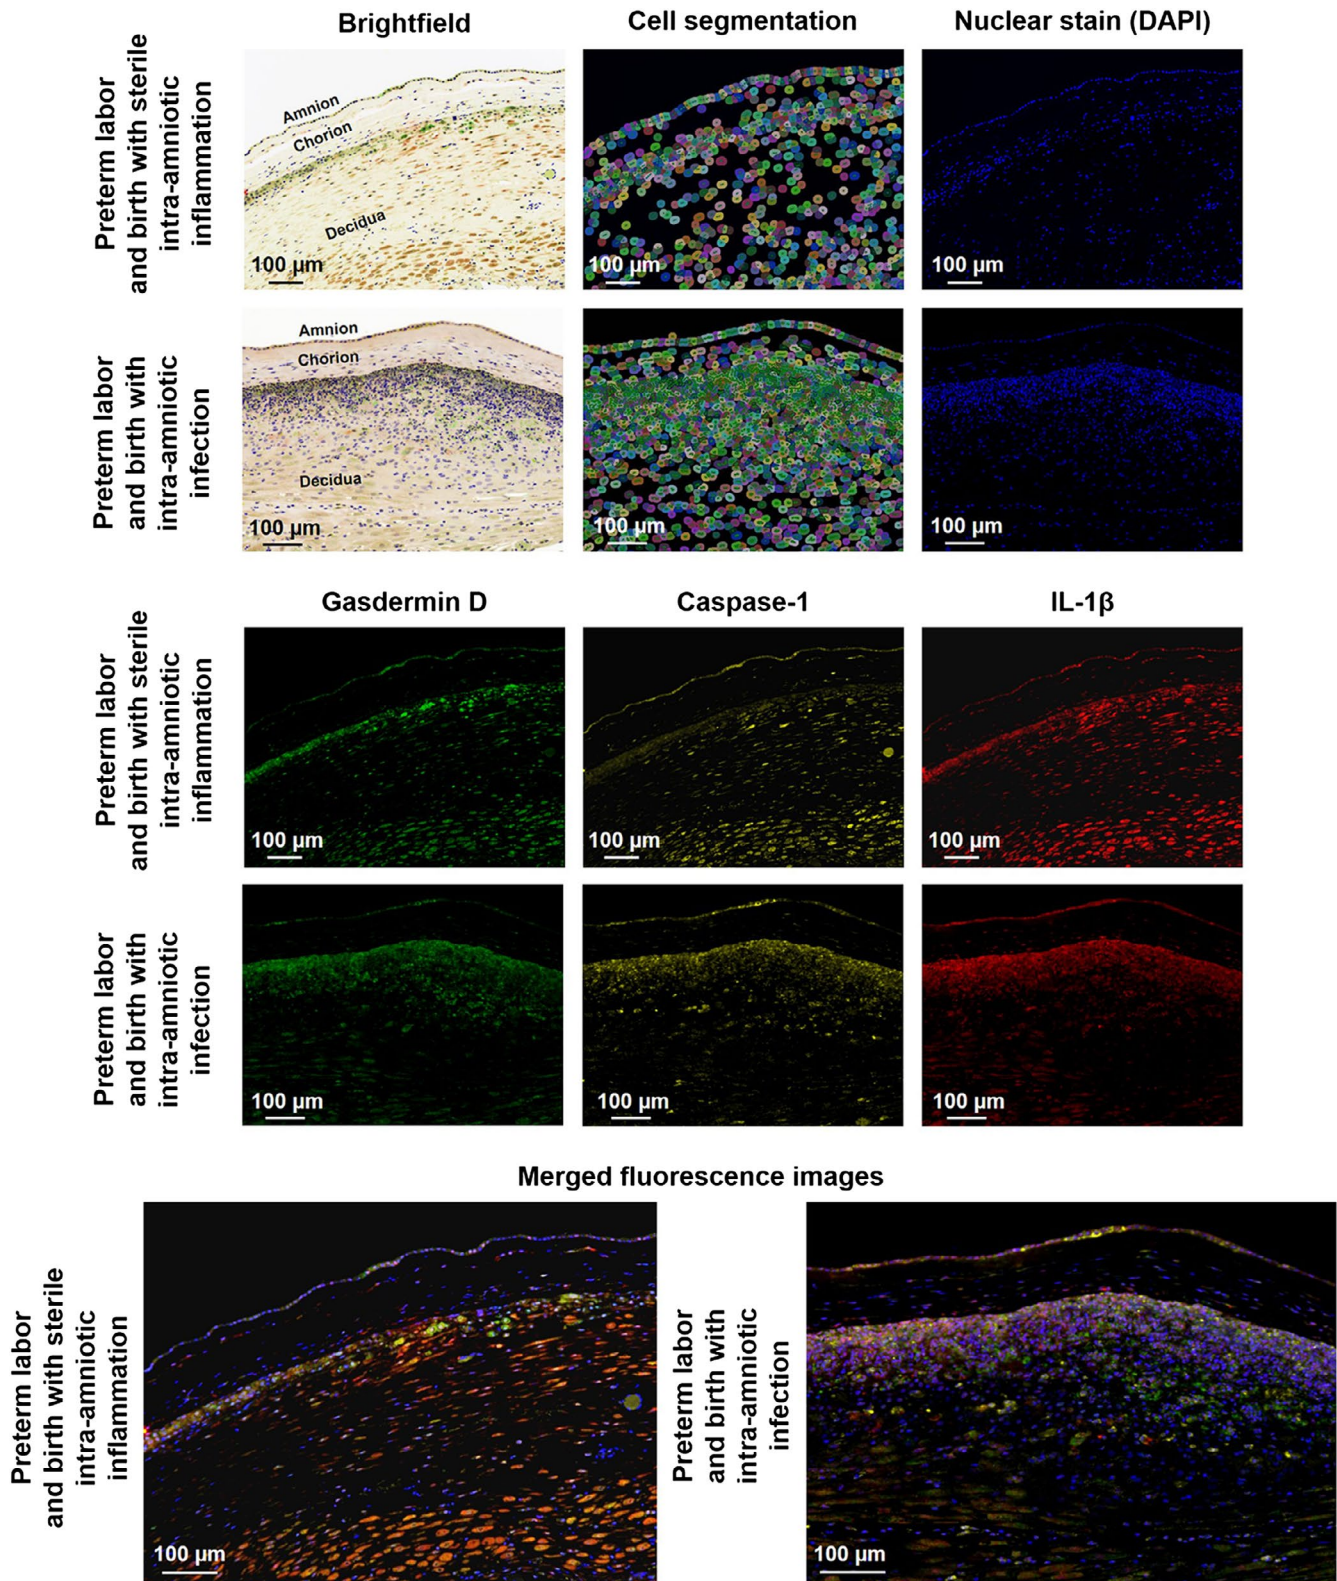 Brightfield
Cell segmentation
Nuclear stain (DAPI)
Preterm labor
and birth with sterile
intra-amniotic
inflammation
Amnion
Chorion
Decidua
100 µm
100 µm
100 µm
Preterm labor
and birth with
intra-amniotic
infection
Amnion
Chorion
Decidua
100 µm
100 µm
100 µm
Gasdermin D
Caspase-1
IL-1β
Preterm labor
and birth with sterile
intra-amniotic
inflammation
100 µm
100 µm
100 µm
Preterm labor
and birth with
intra-amniotic
infection
100 µm
100 µm
100 µm
Merged fluorescence images
Preterm labor
and birth with sterile
intra-amniotic
inflammation
100 µm
Preterm labor
and birth with
intra-amniotic
infection
100 µm